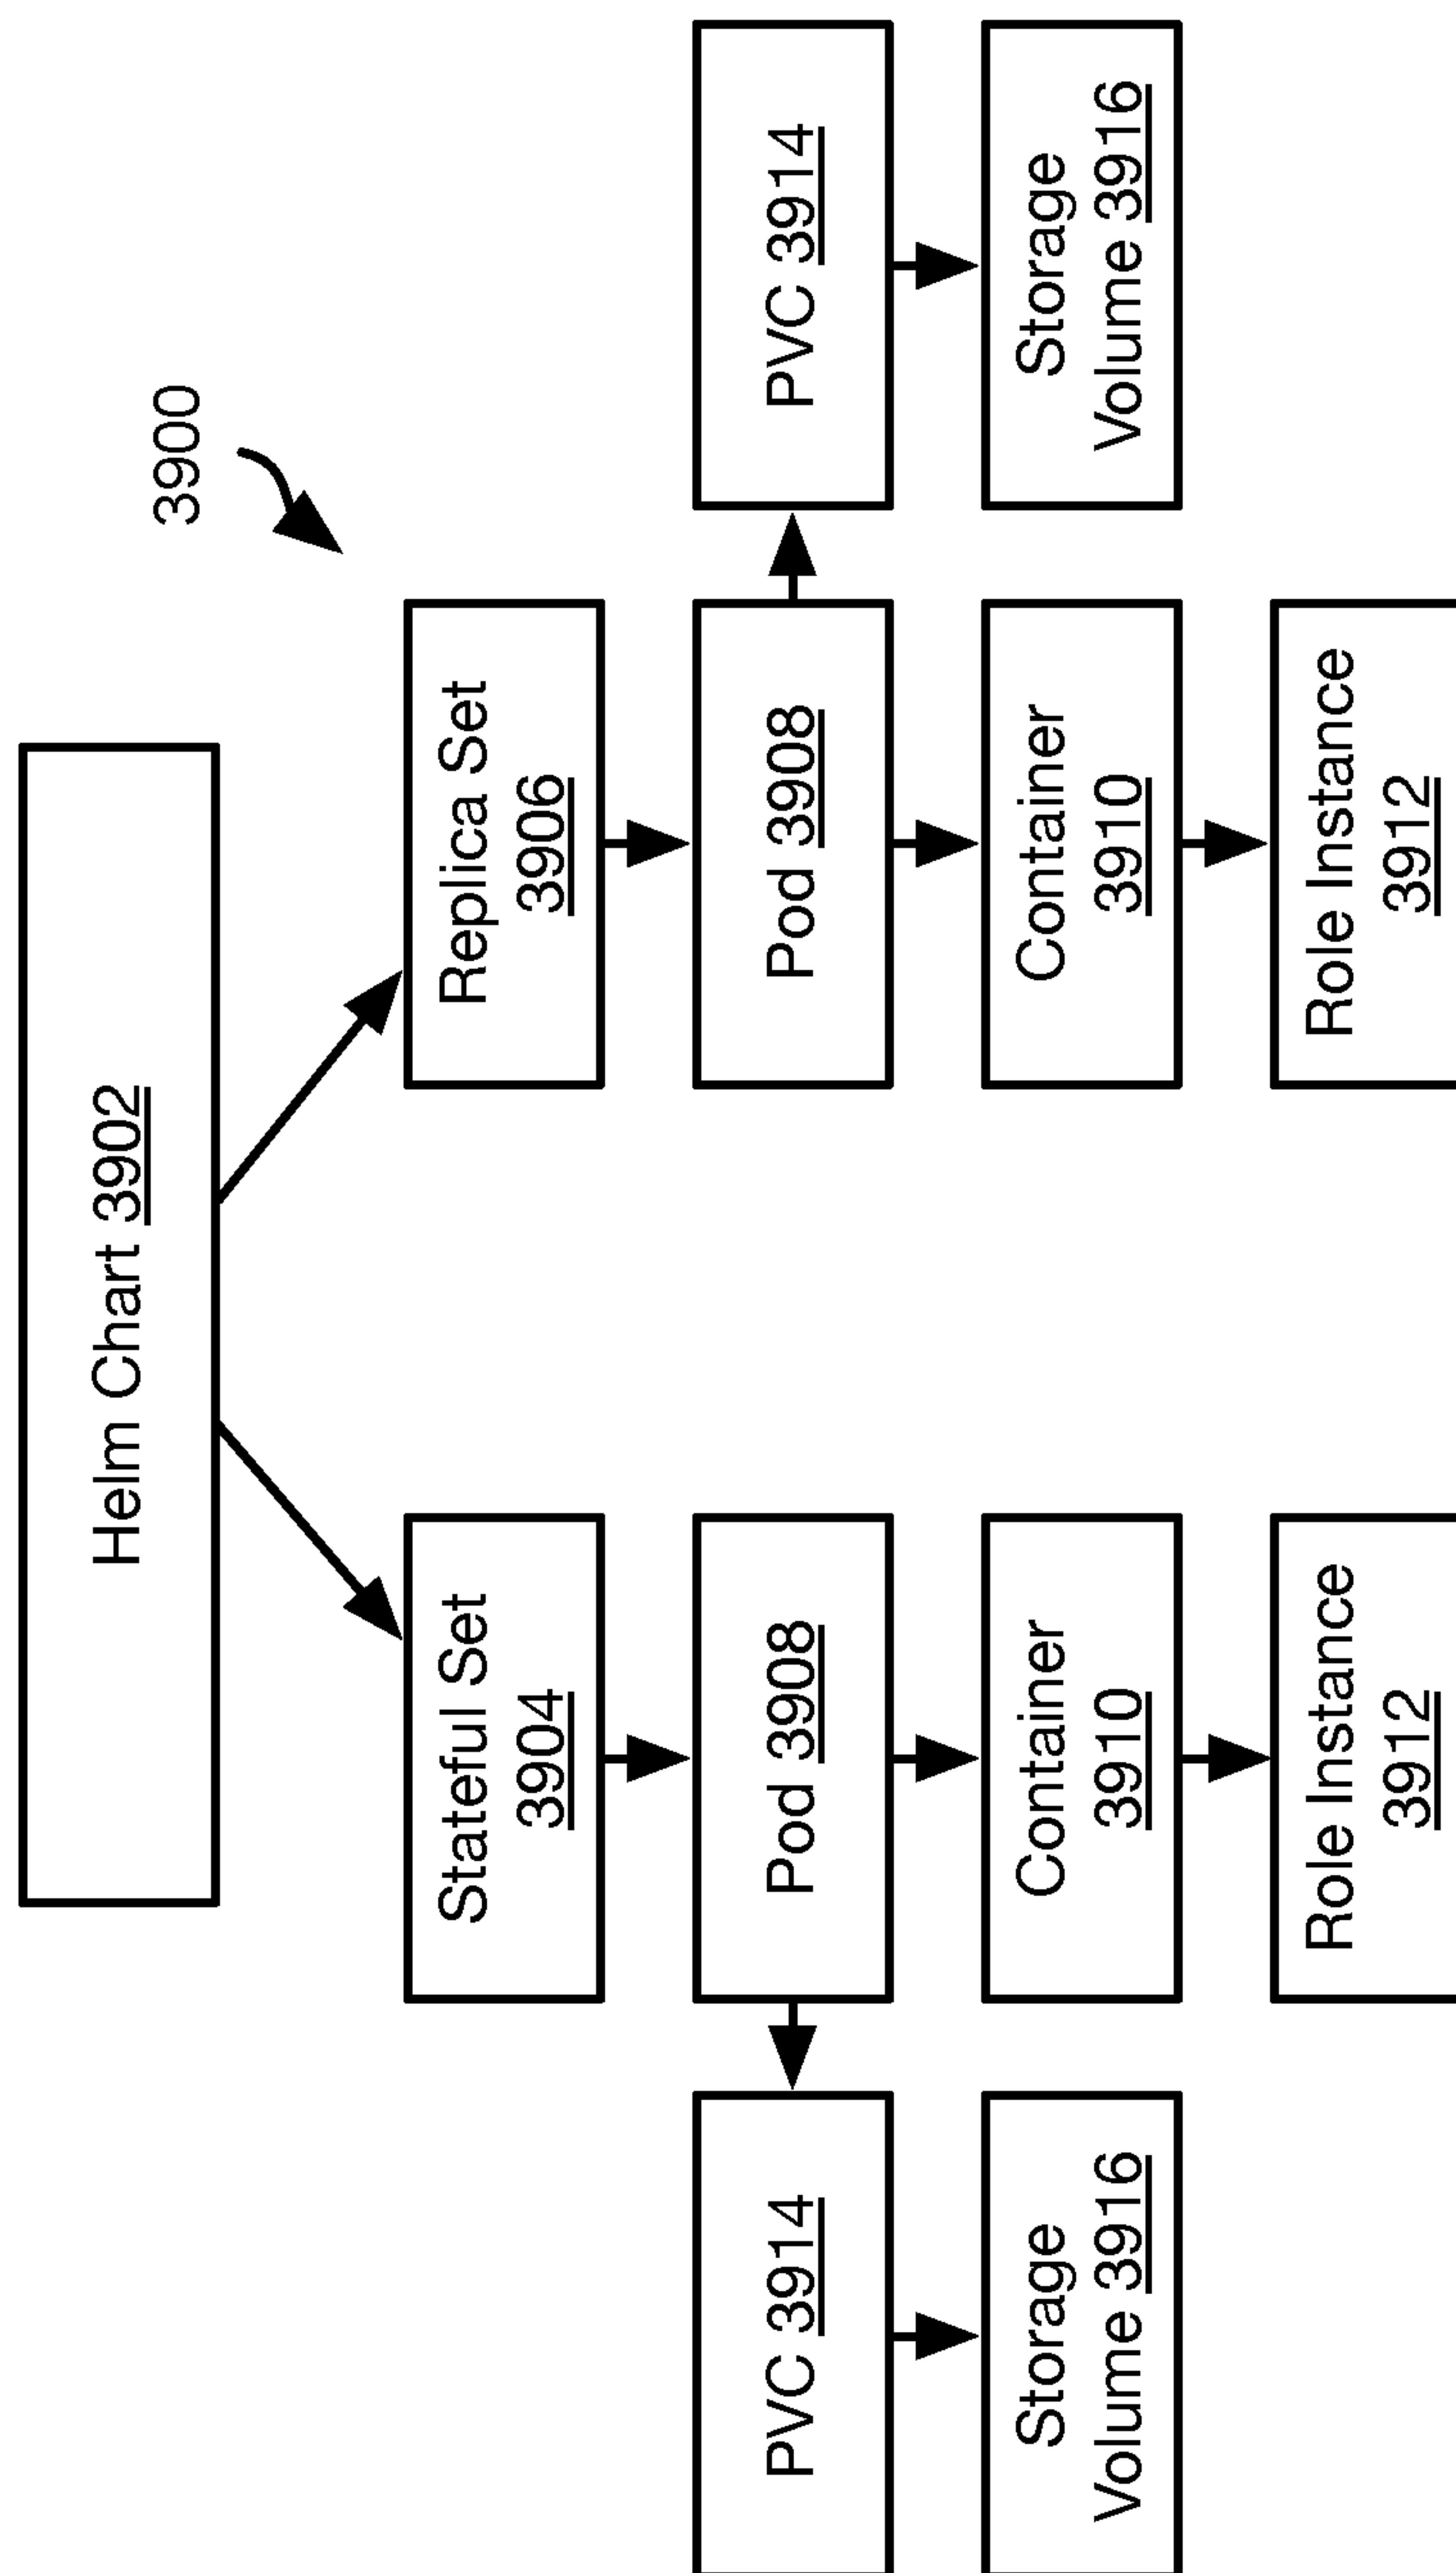 3900
Helm Chart 3902
Stateful Set
3904
Replica Set
3906
PVC 3914
Pod 3908
Pod 3908
PVC 3914
Storage
Volume 3916
Container
3910
Container
3910
Storage
Volume 3916
Role Instance
3912
Role Instance
3912